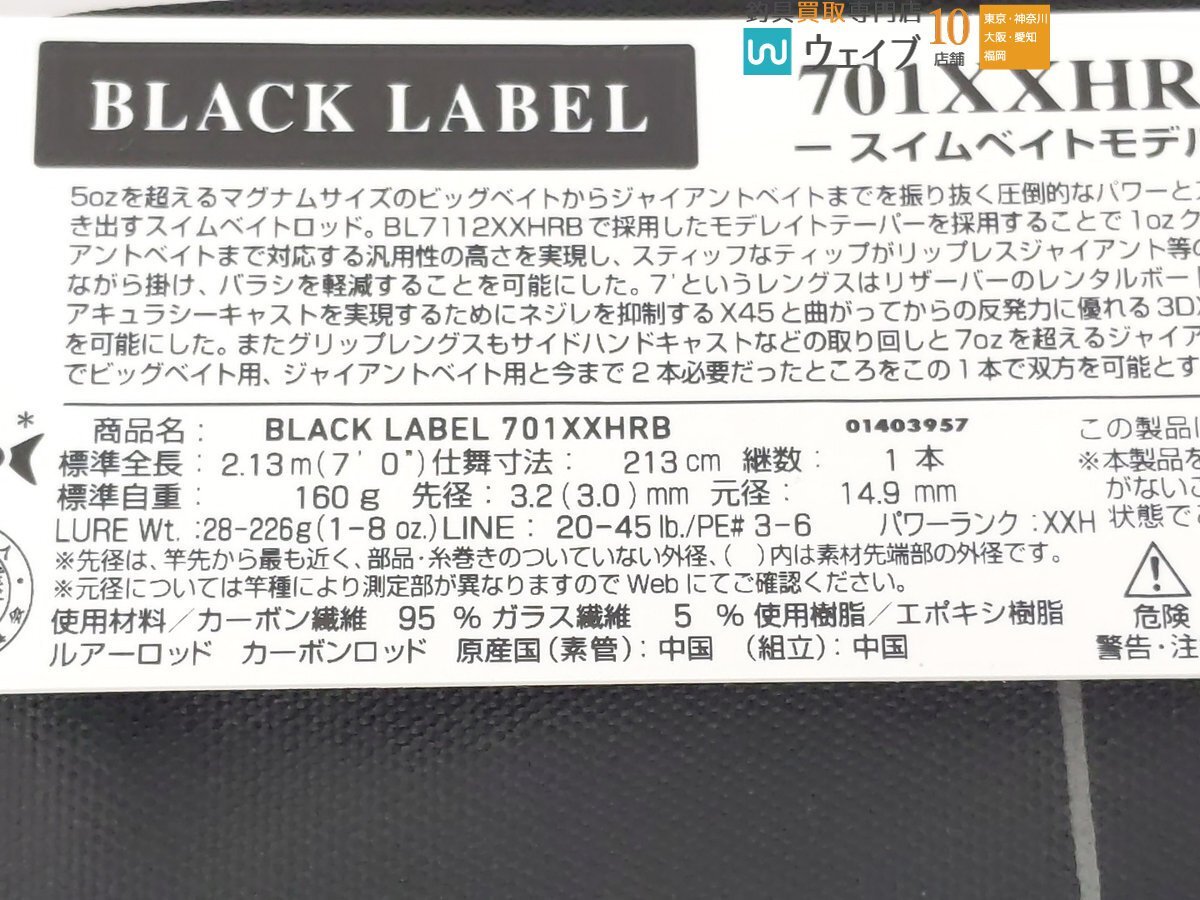 釣具買取専門店
ウェイブ
10
店舗
東京・神奈川
大阪・愛知
福岡
BLACK LABEL
701XXHR
— スイムベイトモデル
5ozを超えるマグナムサイズのビッグベイトからジャイアントベイトまでを振り抜く圧倒的なパワーと
き出すスイムベイトロッド。BL7112XXHRBで採用したモデレイトテーパーを採用することで1ozク
アントベイトまで対応する汎用性の高さを実現し、スティッフなティップがリップレスジャイアント等の
ながら掛け、バラシを軽減することを可能にした。7'というレングスはリザーバーのレンタルボー
アキュラシーキャストを実現するためにネジレを抑制するX45と曲がってからの反発力に優れる3D
を可能にした。またグリップレングスもサイドハンドキャストなどの取り回しと7ozを超えるジャイア
でビッグベイト用、ジャイアントベイト用と今まで2本必要だったところをこの1本で双方を可能とす
商品名: BLACK LABEL 701XXHRB 01403957
標準全長: 2.13m(7'0")仕舞寸法: 213cm 継数: 1本
標準自重: 160g 先径: 3.2(3.0)mm 元径: 14.9mm
LURE Wt. :28-226g(1-8 oz.) LINE: 20-45lb./PE# 3-6 パワーランク:XXH
※先径は、竿先から最も近く、部品・糸巻きのついていない外径、( )内は素材先端部の外径です。
※元径については竿種により測定部が異なりますのでWebにてご確認ください。
使用材料/カーボン繊維 95 % ガラス繊維 5 % 使用樹脂/エポキシ樹脂
ルアーロッド カーボンロッド 原産国(素管):中国 (組立):中国
この製品は
※本製品を
がないこ
状態でご
危険
警告・注